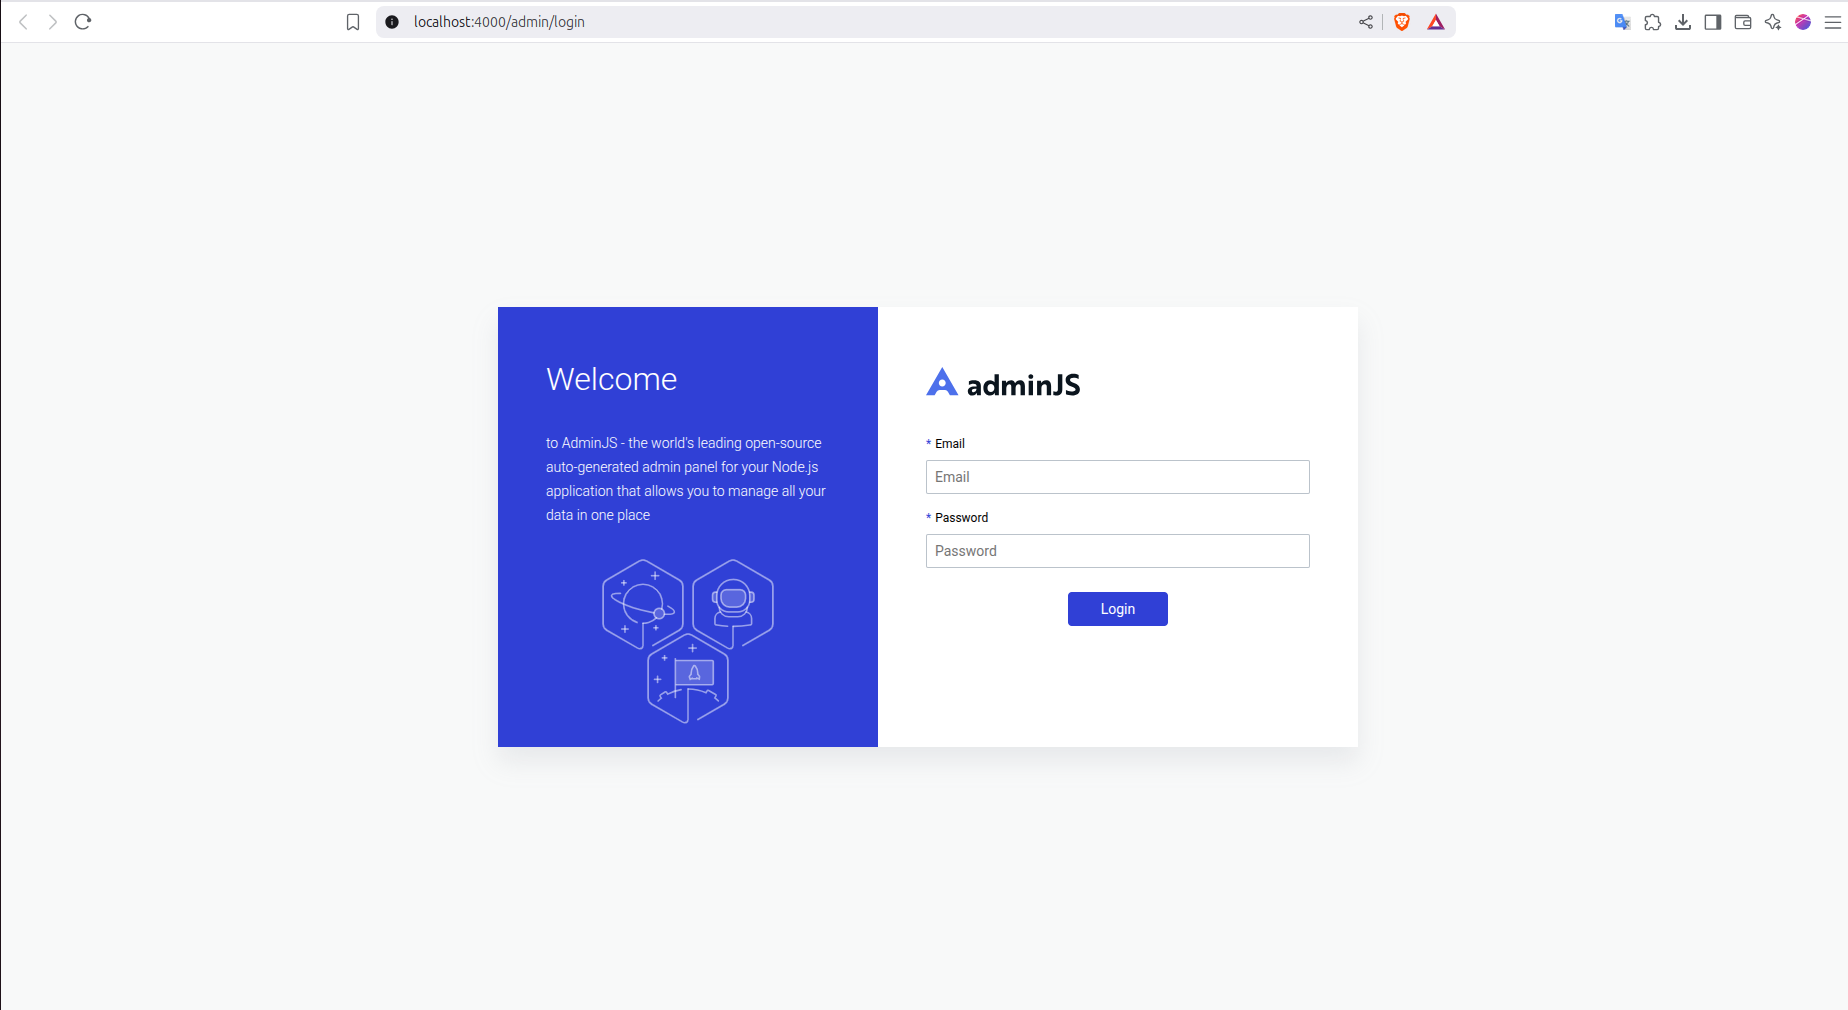 localhost:4000/admin/login
Welcome
to AdminJS - the world's leading open-source
auto-generated admin panel for your Node.js
application that allows you to manage all your
data in one place
adminJS
* Email
Email
* Password
Password
Login